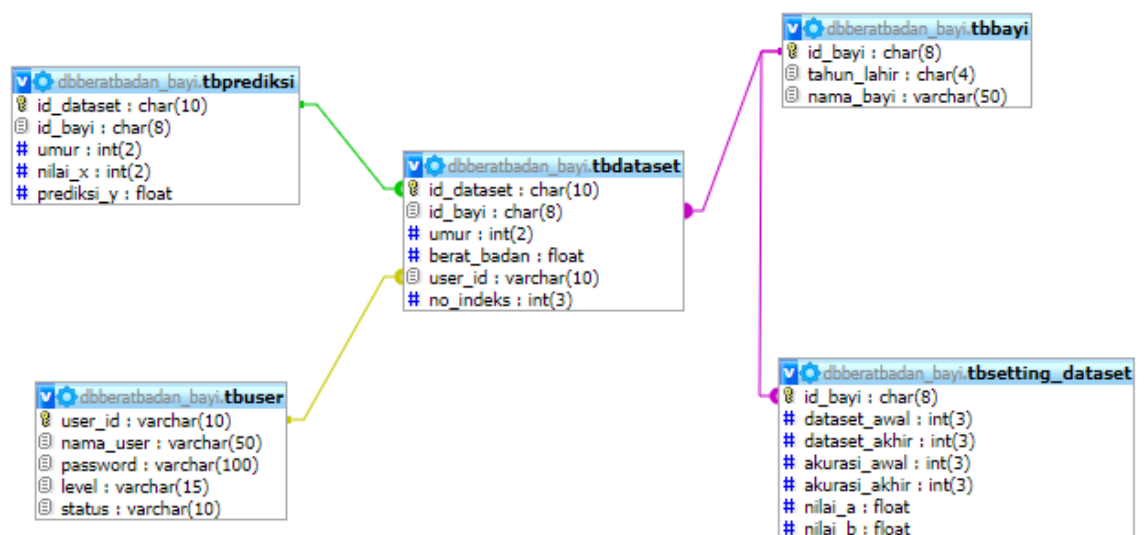 dbberatbadan_bayi.tbprediksi
id_dataset : char(10)
id_bayi : char(8)
# umur : int(2)
# nilai_x : int(2)
# prediksi_y : float
dbberatbadan_bayi.tbdataset
id_dataset : char(10)
id_bayi : char(8)
# umur : int(2)
# berat_badan : float
user_id : varchar(10)
# no_indeks : int(3)
dbberatbadan_bayi.tbbayi
id_bayi : char(8)
tahun_lahir : char(4)
nama_bayi : varchar(50)
dbberatbadan_bayi.tbuser
user_id : varchar(10)
nama_user : varchar(50)
password : varchar(100)
level : varchar(15)
status : varchar(10)
dbberatbadan_bayi.tbsetting_dataset
id_bayi : char(8)
# dataset_awal : int(3)
# dataset_akhir : int(3)
# akurasi_awal : int(3)
# akurasi_akhir : int(3)
# nilai_a : float
# nilai_b : float